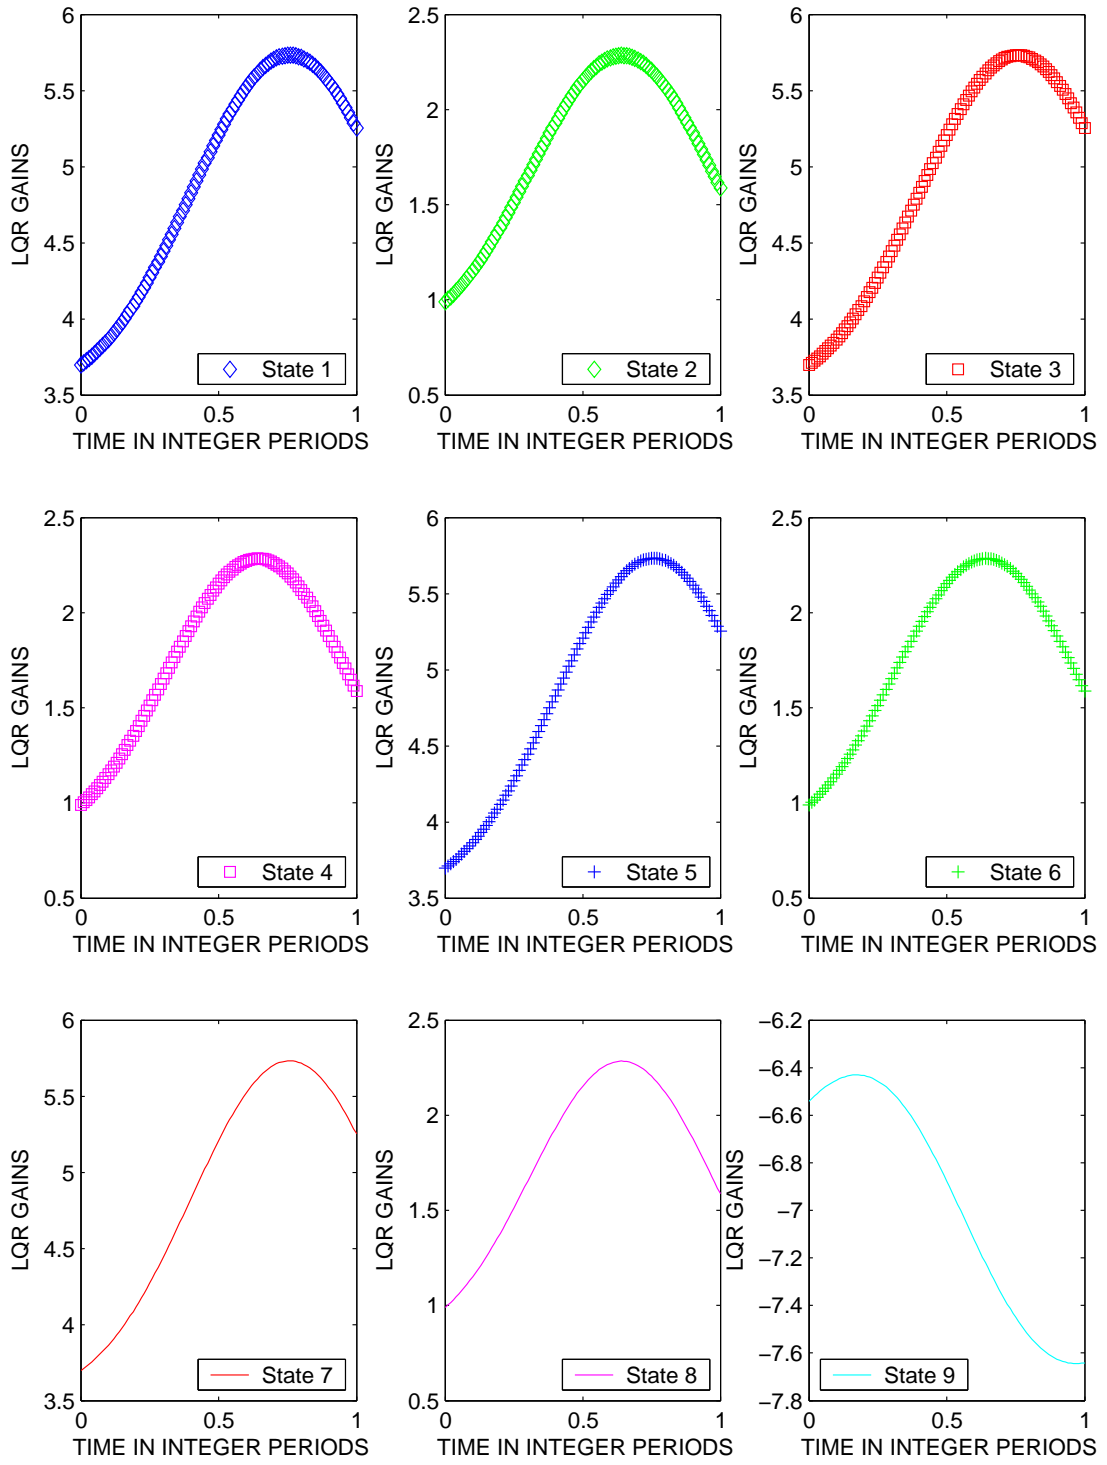 6
5.5
5
4.5
4
3.5
LQR GAINS
State 1
0
0.5
1
TIME IN INTEGER PERIODS
2.5
2
1.5
1
0.5
LQR GAINS
State 2
0
0.5
1
TIME IN INTEGER PERIODS
6
5.5
5
4.5
4
3.5
LQR GAINS
State 3
0
0.5
1
TIME IN INTEGER PERIODS
2.5
2
1.5
1
0.5
LQR GAINS
State 4
0
0.5
1
TIME IN INTEGER PERIODS
6
5.5
5
4.5
4
3.5
LQR GAINS
State 5
0
0.5
1
TIME IN INTEGER PERIODS
2.5
2
1.5
1
0.5
LQR GAINS
State 6
0
0.5
1
TIME IN INTEGER PERIODS
6
5.5
5
4.5
4
3.5
LQR GAINS
State 7
0
0.5
1
TIME IN INTEGER PERIODS
2.5
2
1.5
1
0.5
LQR GAINS
State 8
0
0.5
1
TIME IN INTEGER PERIODS
−6.2
−6.4
−6.6
−6.8
−7
−7.2
−7.4
−7.6
−7.8
LQR GAINS
State 9
0
0.5
1
TIME IN INTEGER PERIODS